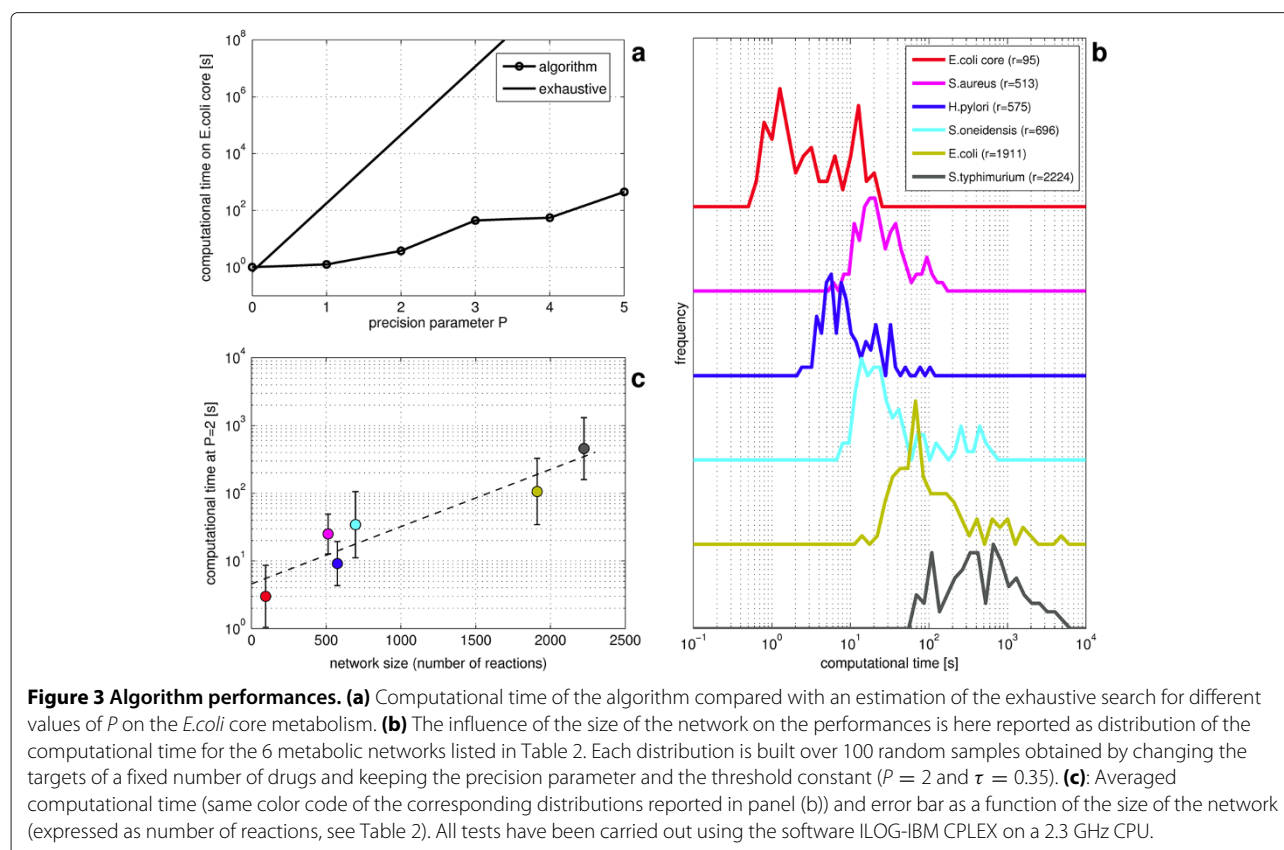 a
computational time on E.coli core [s]
10^8
10^6
10^4
10^2
10^0
0 1 2 3 4 5
precision parameter P
algorithm
exhaustive
b
E.coli core (r=95)
S.aureus (r=513)
H.pylori (r=575)
S.oneidensis (r=696)
E.coli (r=1911)
S.typhimurium (r=2224)
frequency
10^-1 10^0 10^1 10^2 10^3 10^4
computational time [s]
c
computational time at P=2 [s]
10^4
10^3
10^2
10^1
10^0
0 500 1000 1500 2000 2500
network size (number of reactions)
Figure 3 Algorithm performances. (a) Computational time of the algorithm compared with an estimation of the exhaustive search for different
values of P on the E.coli core metabolism. (b) The influence of the size of the network on the performances is here reported as distribution of the
computational time for the 6 metabolic networks listed in Table 2. Each distribution is built over 100 random samples obtained by changing the
targets of a fixed number of drugs and keeping the precision parameter and the threshold constant (P = 2 and τ = 0.35). (c): Averaged
computational time (same color code of the corresponding distributions reported in panel (b)) and error bar as a function of the size of the network
(expressed as number of reactions, see Table 2). All tests have been carried out using the software ILOG-IBM CPLEX on a 2.3 GHz CPU.